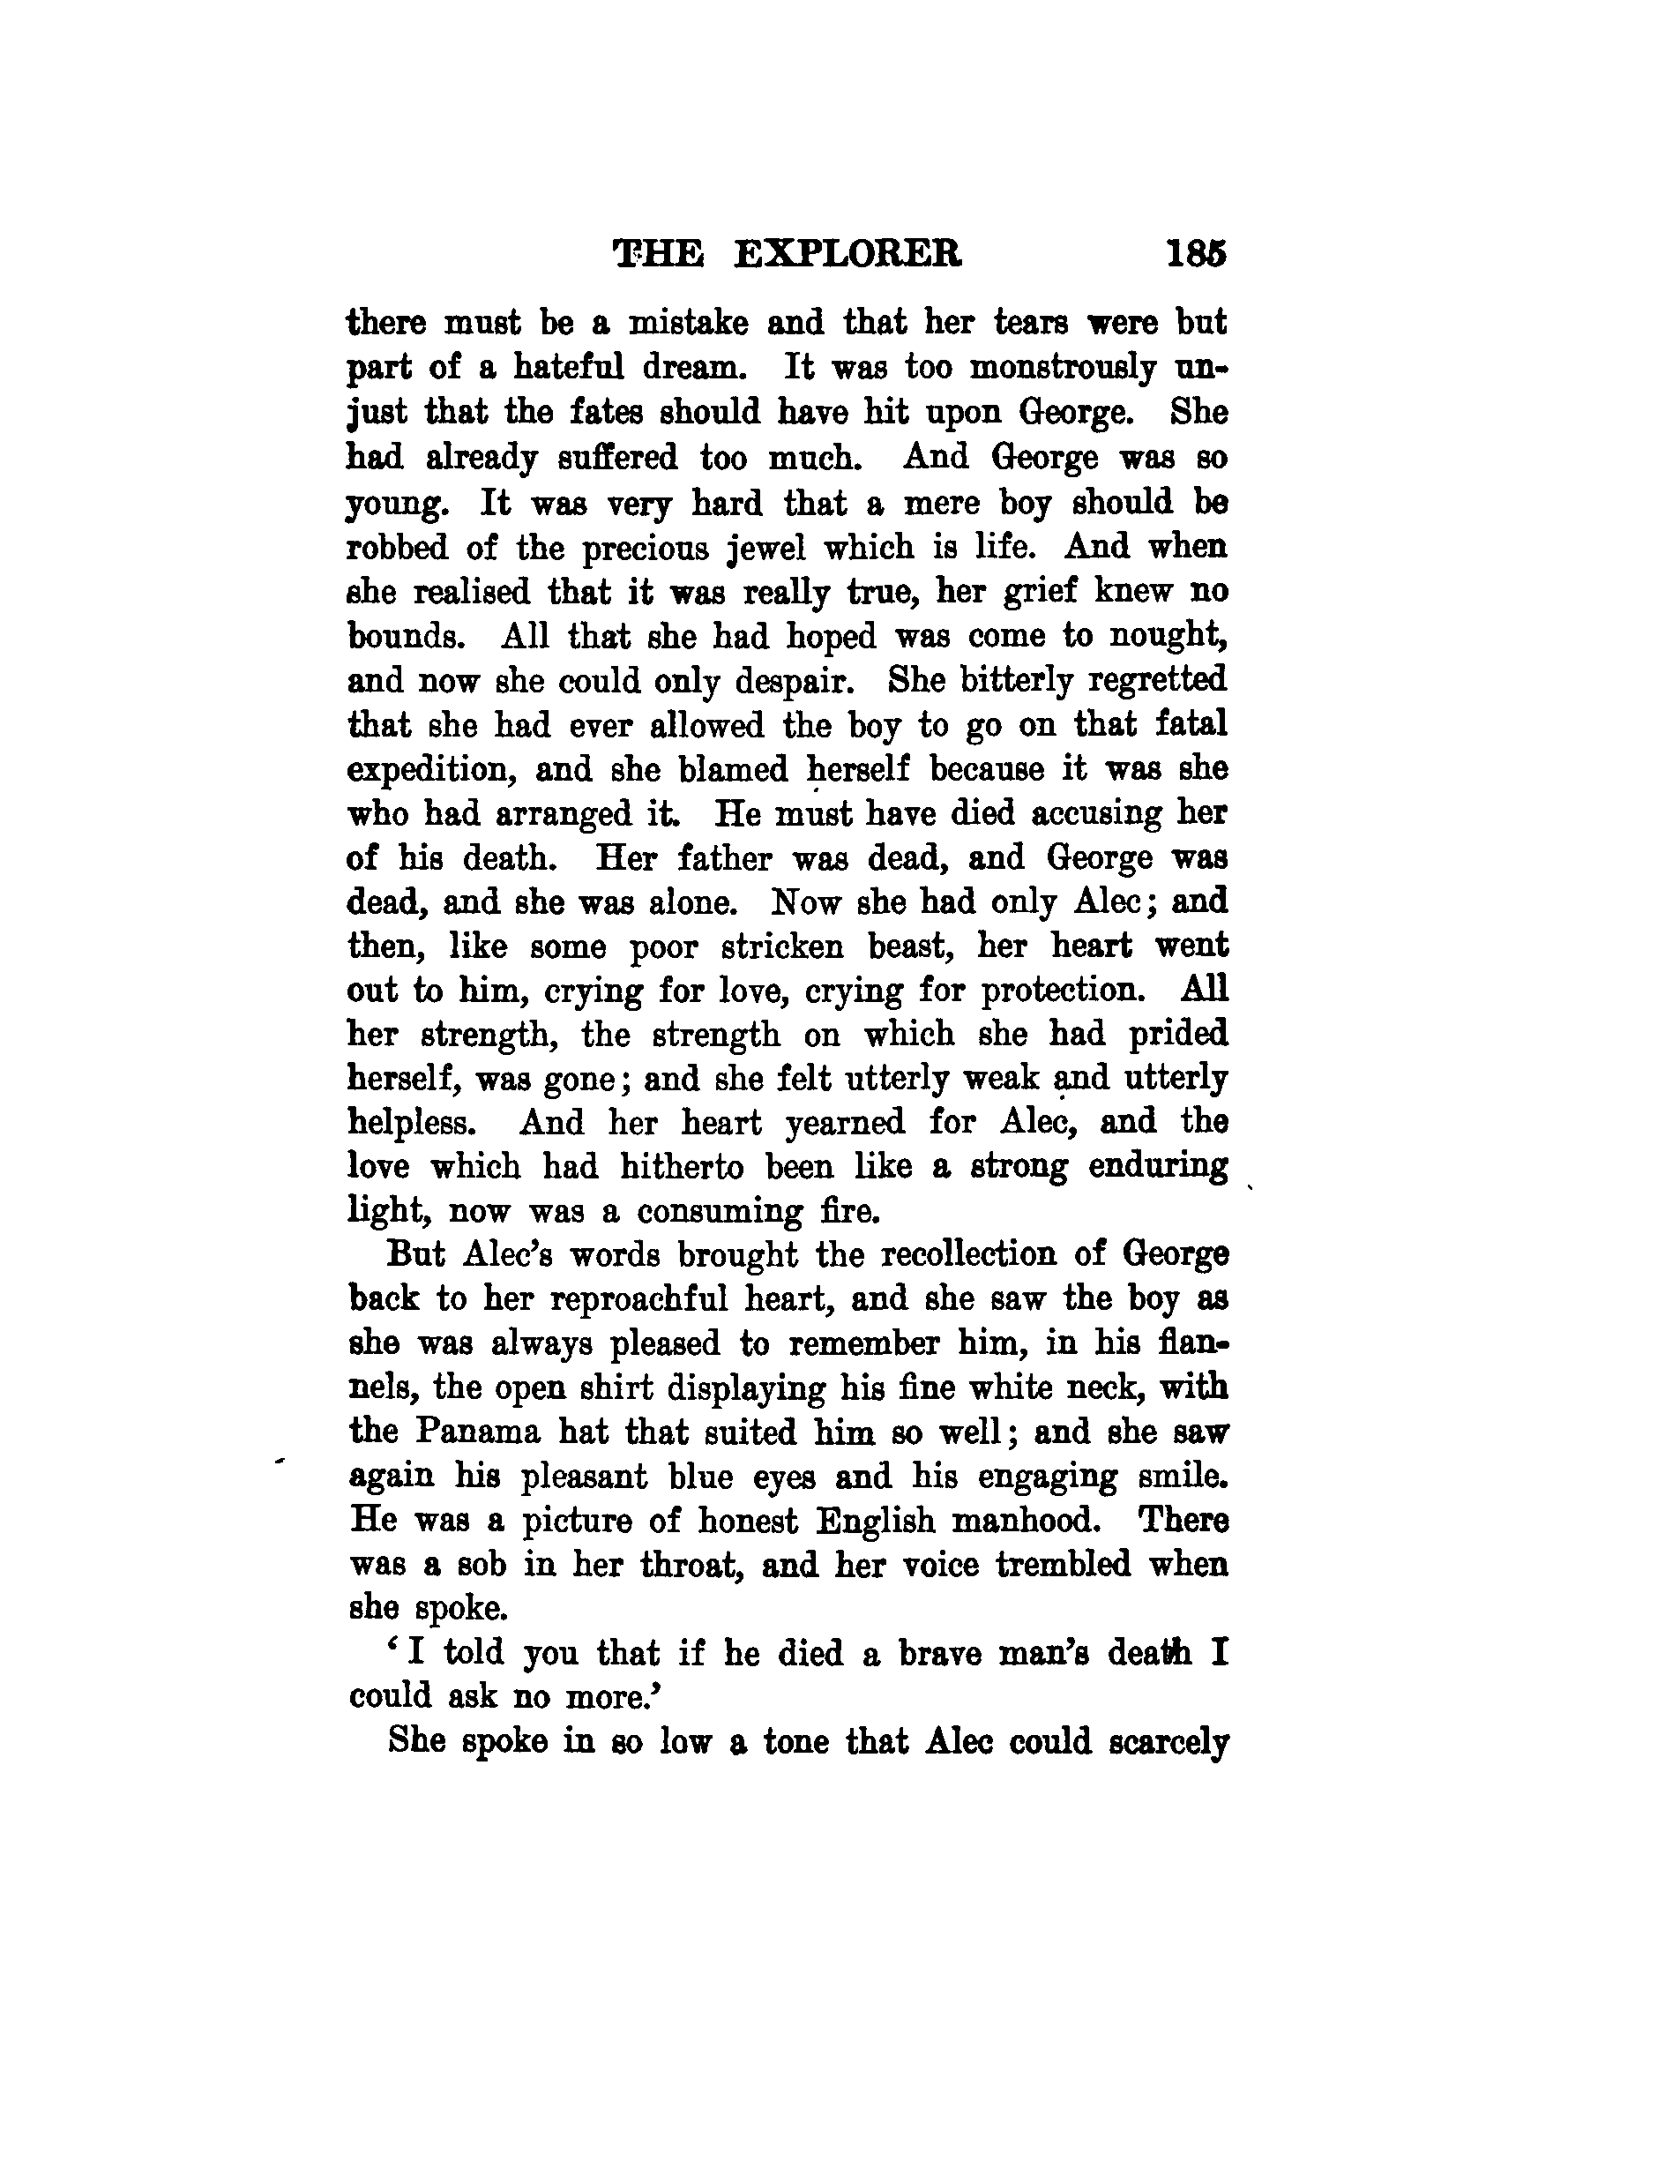 THE EXPLORER 185
there must be a mistake and that her tears were but
part of a hateful dream. It was too monstrously un-
just that the fates should have hit upon George. She
had already suffered too much. And George was so
young. It was very hard that a mere boy should be
robbed of the precious jewel which is life. And when
she realised that it was really true, her grief knew no
bounds. All that she had hoped was come to nought,
and now she could only despair. She bitterly regretted
that she had ever allowed the boy to go on that fatal
expedition, and she blamed herself because it was she
who had arranged it. He must have died accusing her
of his death. Her father was dead, and George was
dead, and she was alone. Now she had only Alec; and
then, like some poor stricken beast, her heart went
out to him, crying for love, crying for protection. All
her strength, the strength on which she had prided
herself, was gone; and she felt utterly weak and utterly
helpless. And her heart yearned for Alec, and the
love which had hitherto been like a strong enduring
light, now was a consuming fire.
But Alec's words brought the recollection of George
back to her reproachful heart, and she saw the boy as
she was always pleased to remember him, in his flan-
nels, the open shirt displaying his fine white neck, with
the Panama hat that suited him so well; and she saw
again his pleasant blue eyes and his engaging smile.
He was a picture of honest English manhood. There
was a sob in her throat, and her voice trembled when
she spoke.
‘I told you that if he died a brave man's death I
could ask no more.’
She spoke in so low a tone that Alec could scarcely